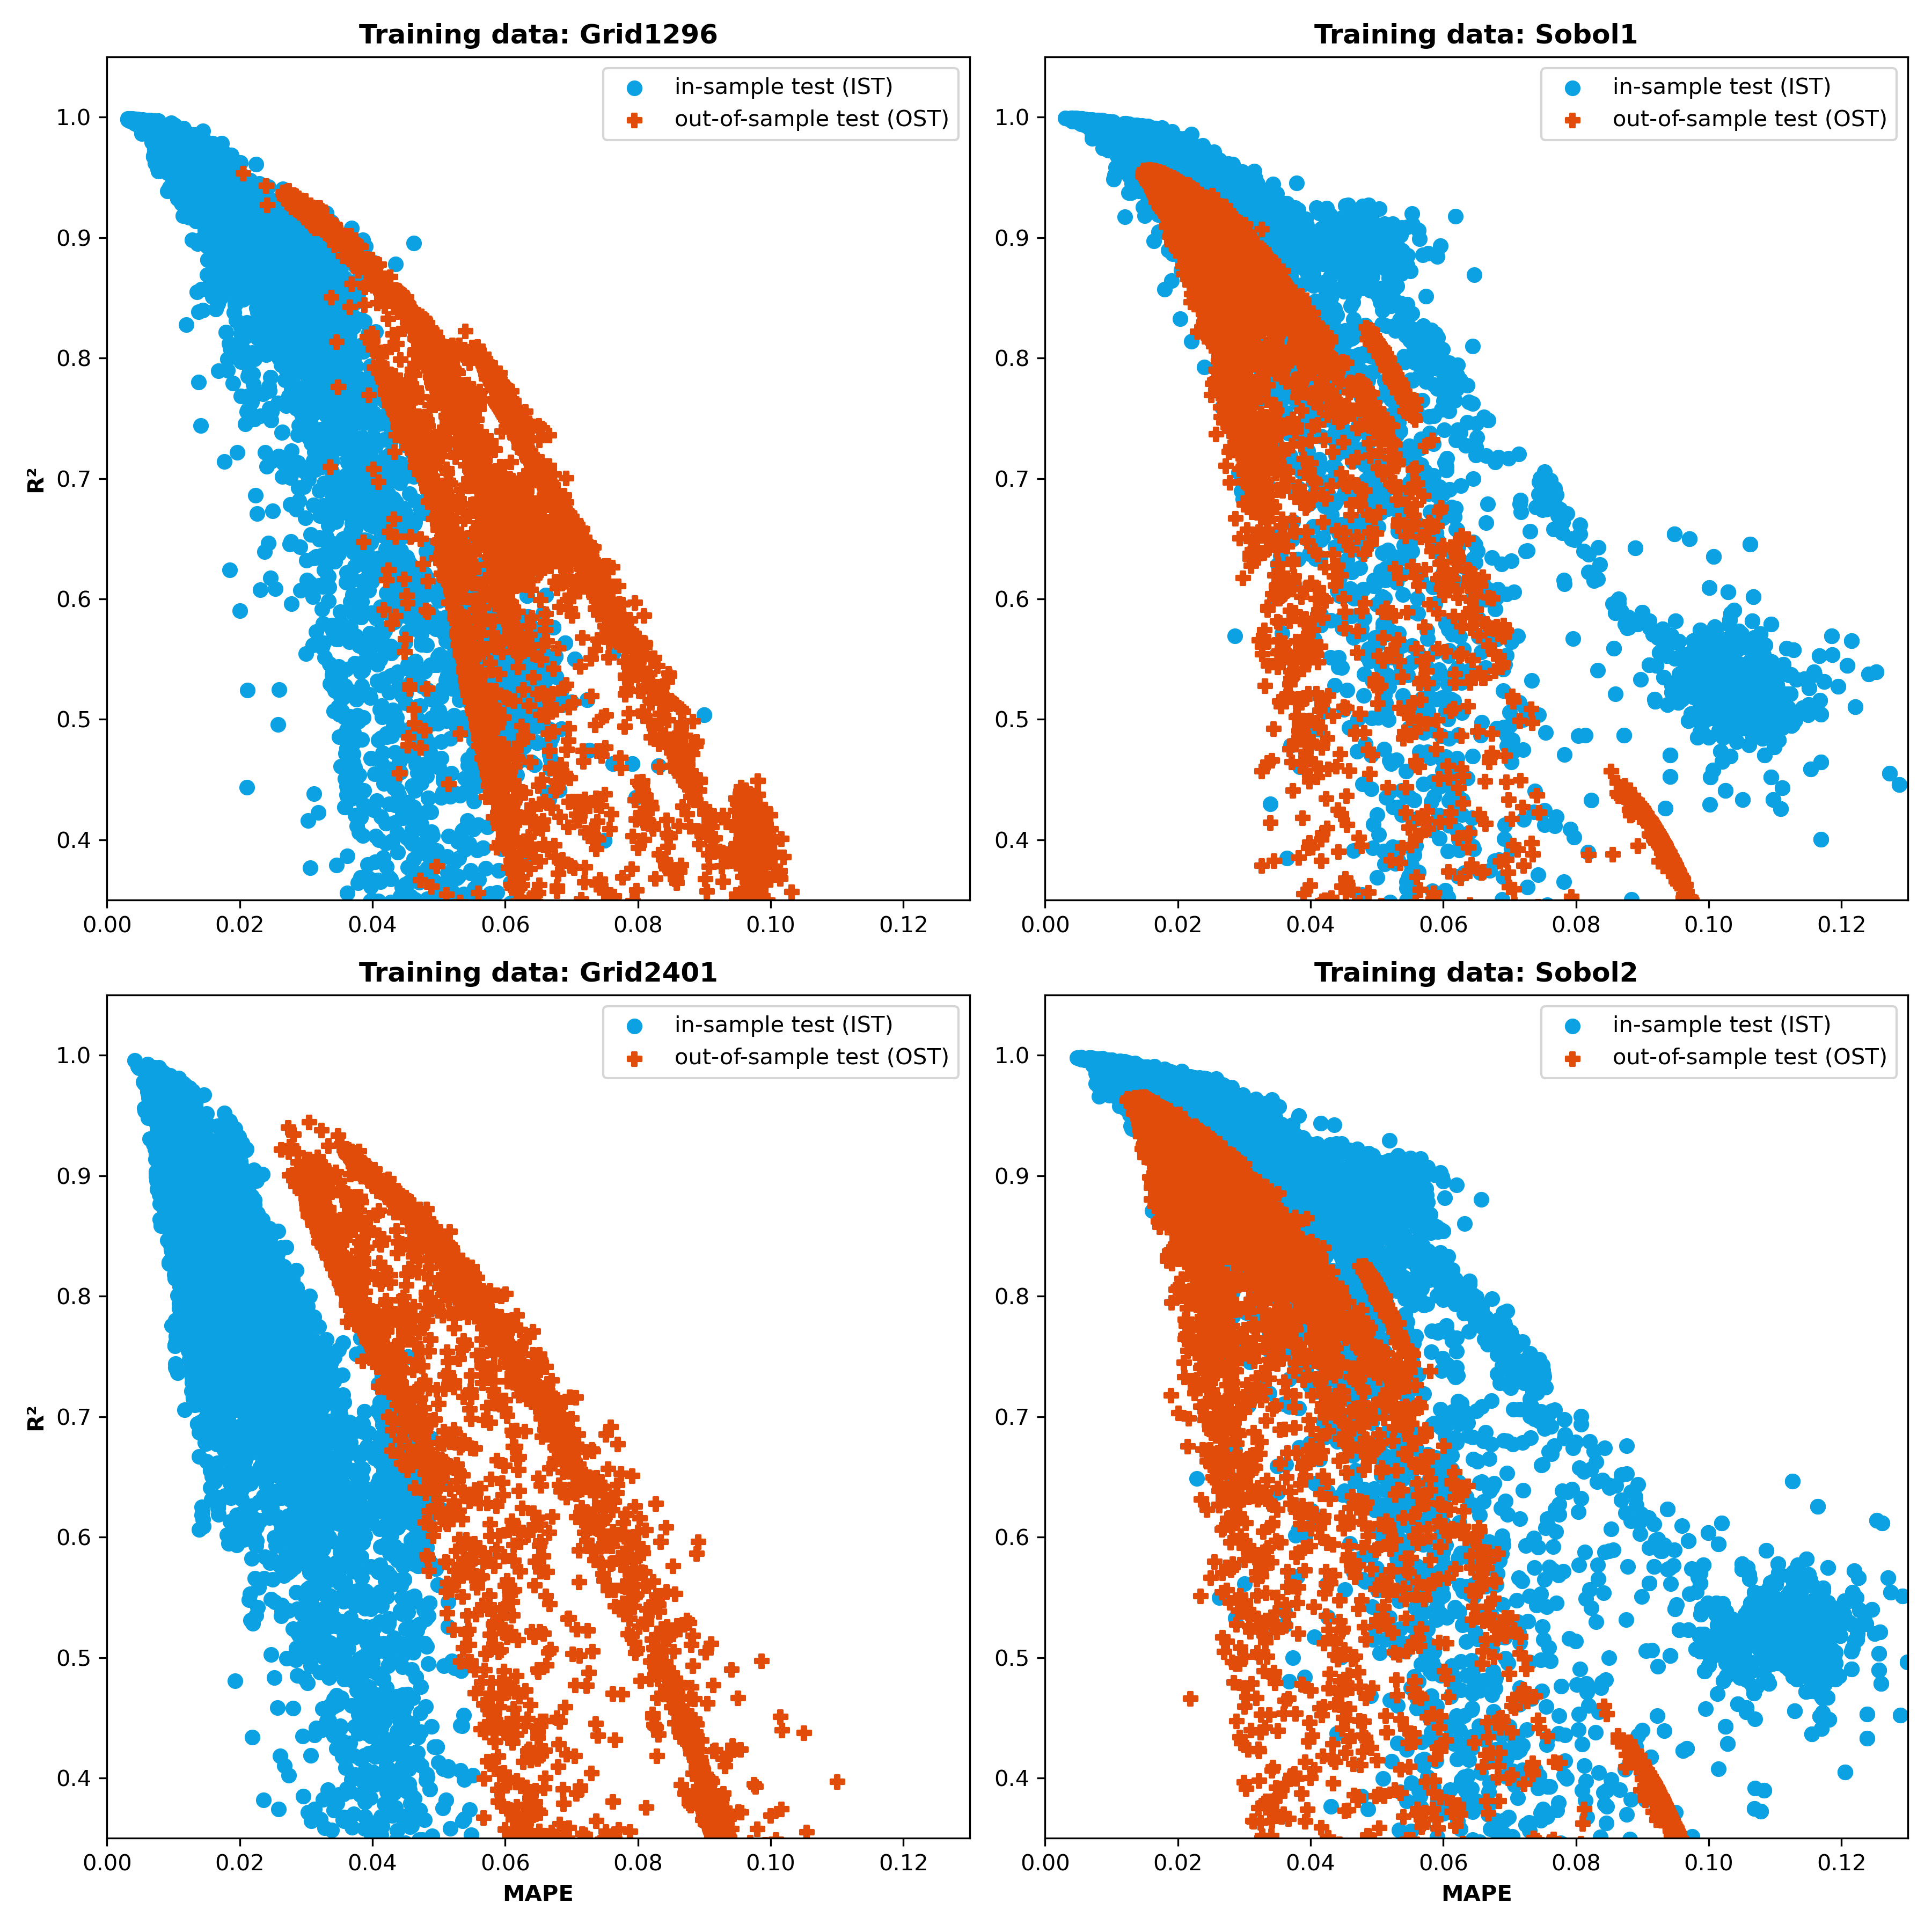 Training data: Grid1296
in-sample test (IST)
out-of-sample test (OST)
R²
1.0
0.9
0.8
0.7
0.6
0.5
0.4
0.00 0.02 0.04 0.06 0.08 0.10 0.12
Training data: Sobol1
in-sample test (IST)
out-of-sample test (OST)
1.0
0.9
0.8
0.7
0.6
0.5
0.4
0.00 0.02 0.04 0.06 0.08 0.10 0.12
Training data: Grid2401
in-sample test (IST)
out-of-sample test (OST)
R²
1.0
0.9
0.8
0.7
0.6
0.5
0.4
0.00 0.02 0.04 0.06 0.08 0.10 0.12
MAPE
Training data: Sobol2
in-sample test (IST)
out-of-sample test (OST)
1.0
0.9
0.8
0.7
0.6
0.5
0.4
0.00 0.02 0.04 0.06 0.08 0.10 0.12
MAPE